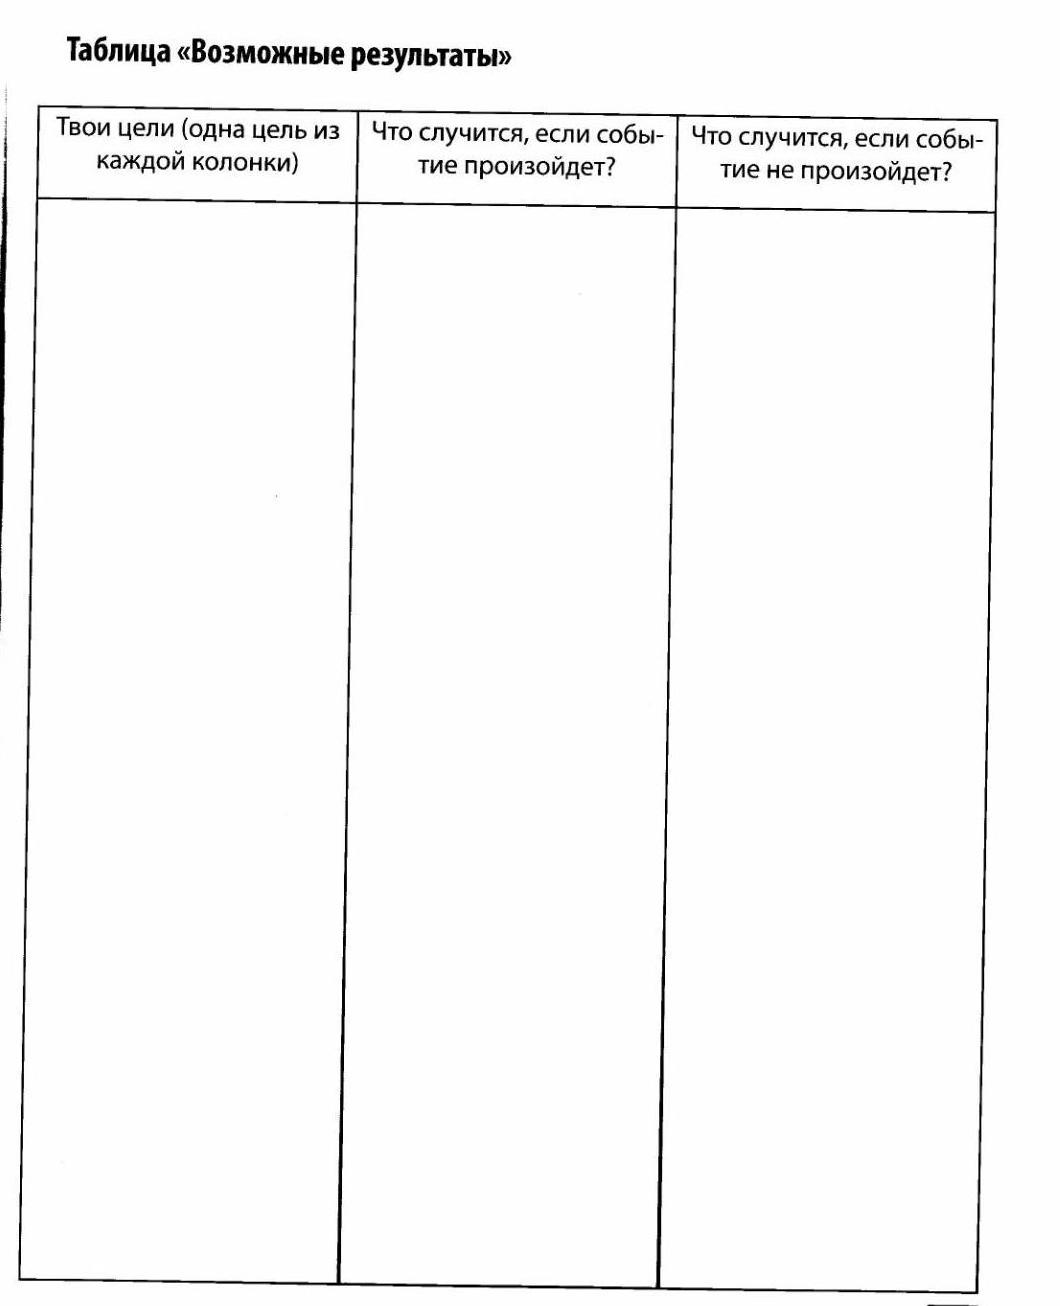 Таблица «Возможные результаты»
Твои цели (одна цель из
каждой колонки)
Что случится, если собы-
тие произойдет?
Что случится, если собы-
тие не произойдет?